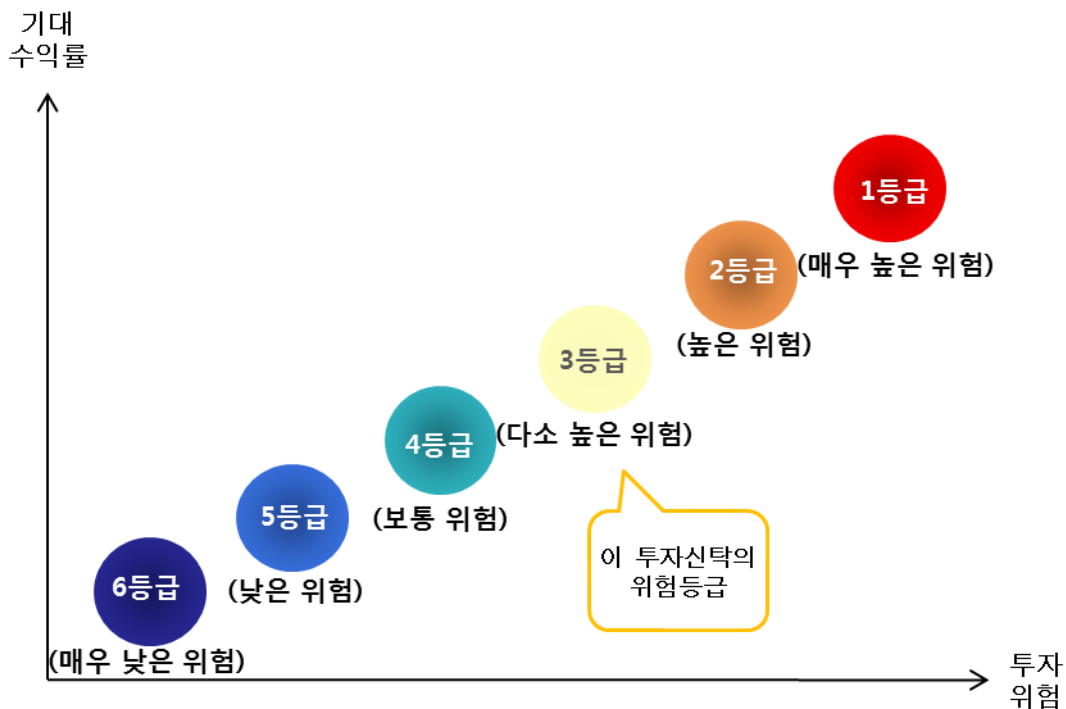 기대
수익률
1등급
(매우 높은 위험)
2등급
(높은 위험)
3등급
(다소 높은 위험)
4등급
(보통 위험)
5등급
(낮은 위험)
6등급
(매우 낮은 위험)
이 투자신탁의
위험등급
투자
위험